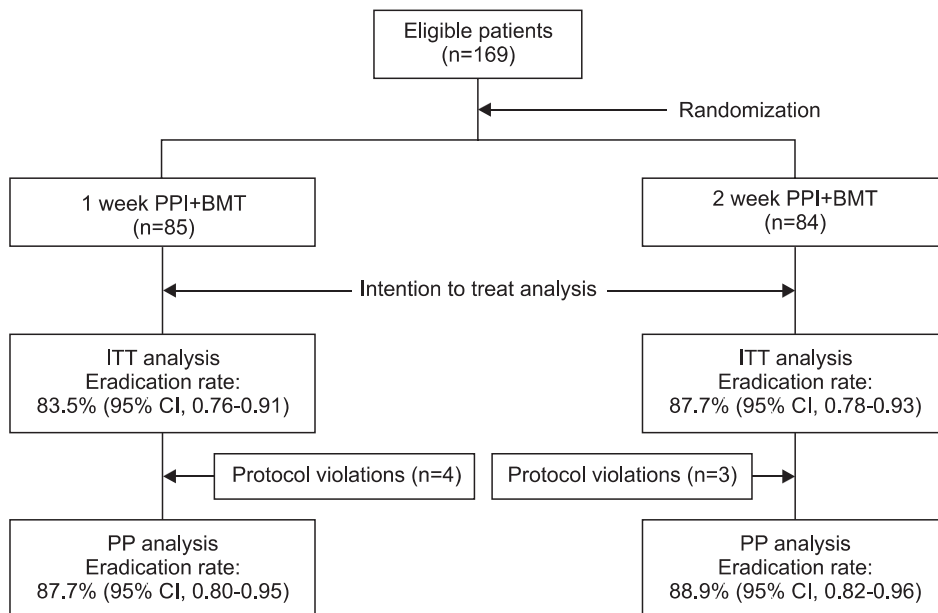 Eligible patients
(n=169)
Randomization
1 week PPI+BMT
(n=85)
2 week PPI+BMT
(n=84)
Intention to treat analysis
ITT analysis
Eradication rate:
83.5% (95% CI, 0.76-0.91)
ITT analysis
Eradication rate:
87.7% (95% CI, 0.78-0.93)
Protocol violations (n=4)
Protocol violations (n=3)
PP analysis
Eradication rate:
87.7% (95% CI, 0.80-0.95)
PP analysis
Eradication rate:
88.9% (95% CI, 0.82-0.96)